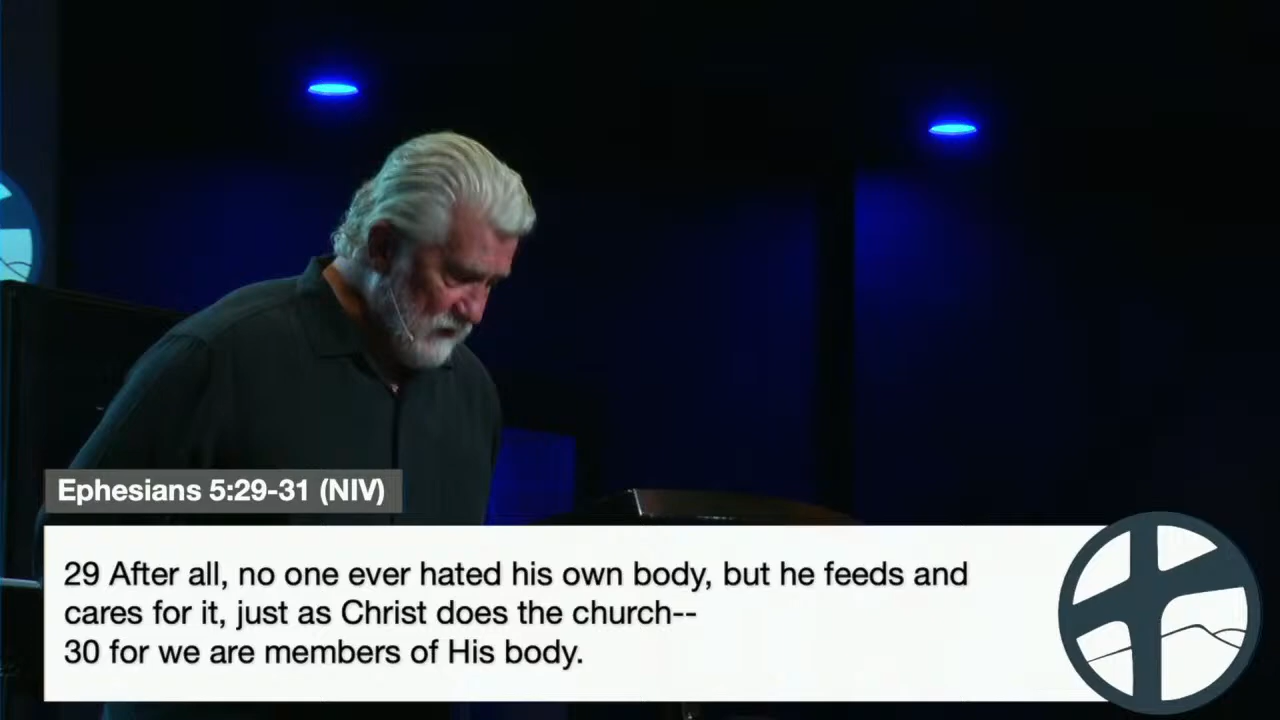 Ephesians 5:29-31 (NIV)
29 After all, no one ever hated his own body, but he feeds and
cares for it, just as Christ does the church--
30 for we are members of His body.